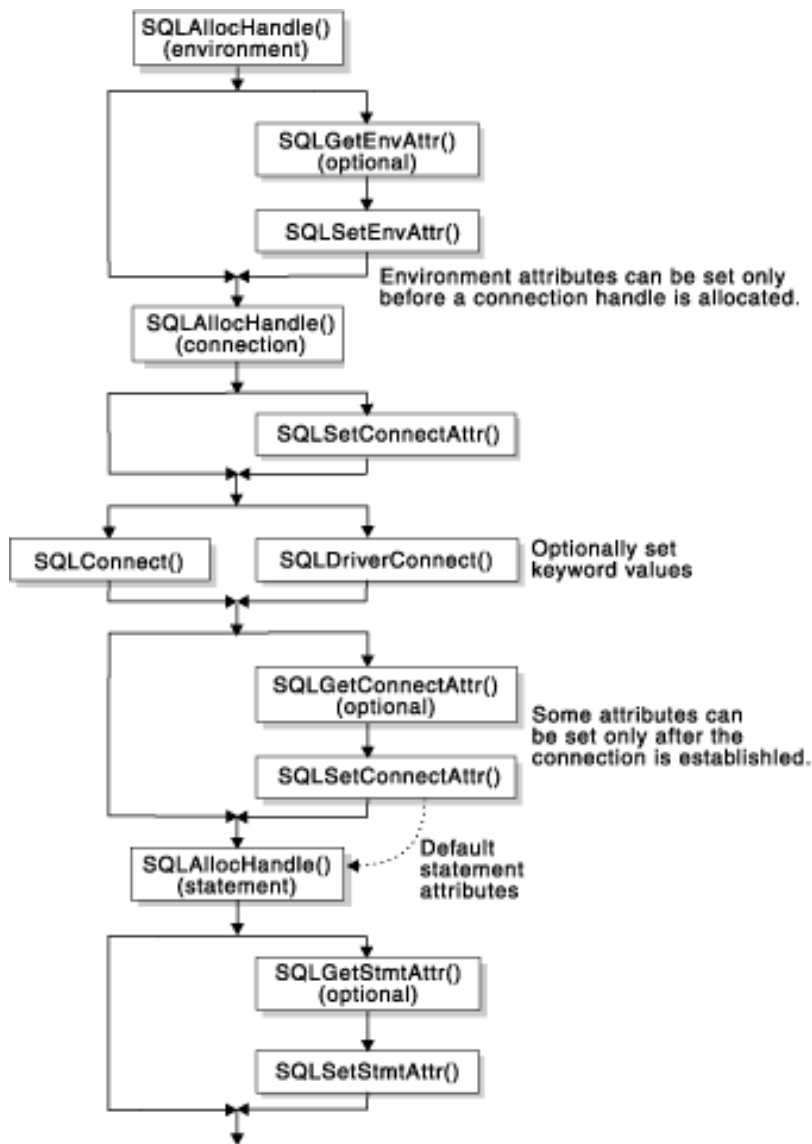 SQLAllocHandle()
(environment)
SQLGetEnvAttr()
(optional)
SQLSetEnvAttr()
Environment attributes can be set only
before a connection handle is allocated.
SQLAllocHandle()
(connection)
SQLSetConnectAttr()
SQLConnect()
SQLDriverConnect()
Optionally set
keyword values
SQLGetConnectAttr()
(optional)
Some attributes can
be set only after the
connection is establishled.
SQLSetConnectAttr()
SQLAllocHandle()
(statement)
Default
statement
attributes
SQLGetStmtAttr()
(optional)
SQLSetStmtAttr()